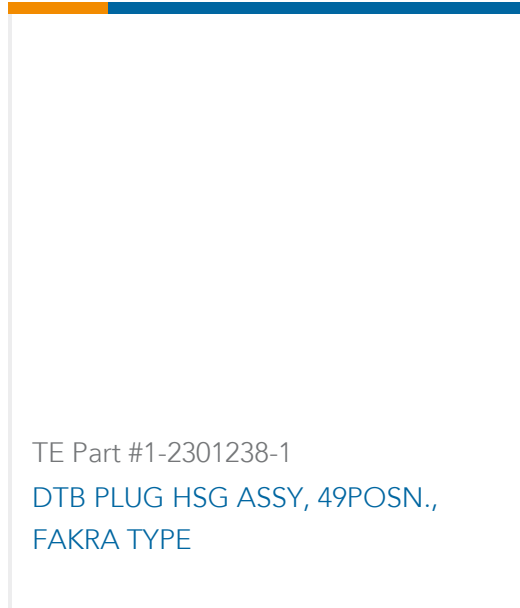 TE Part #1-2301238-1
DTB PLUG HSG ASSY, 49POSN.,
FAKRA TYPE